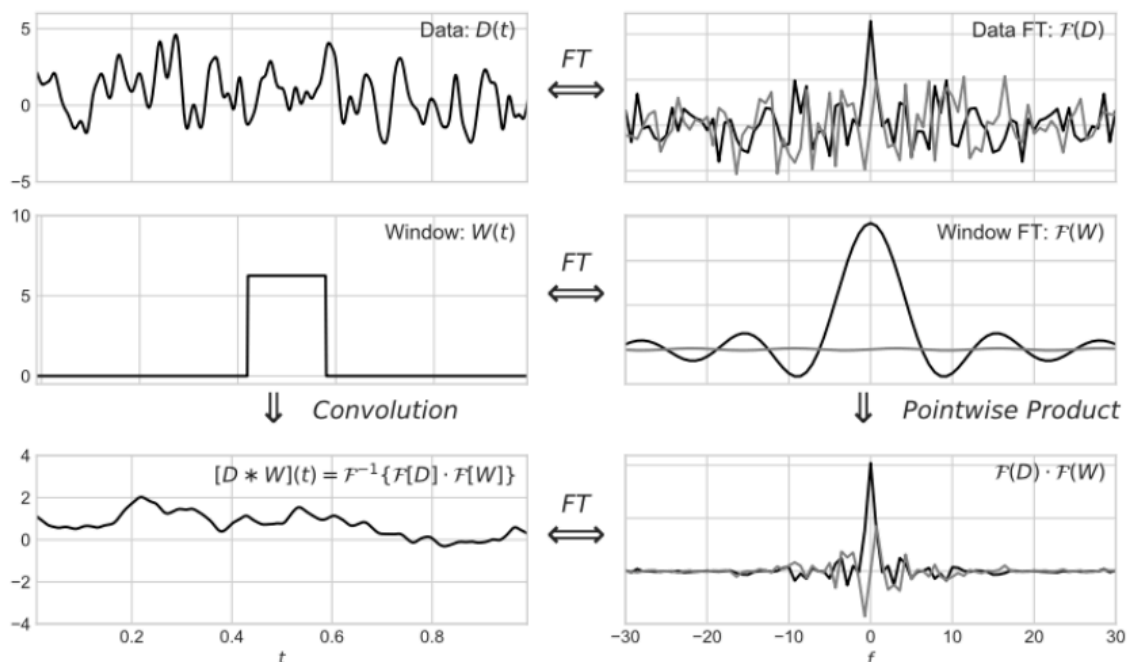 Data: D(t)
5
0
−5
FT
Data FT: ℱ(D)
Window: W(t)
10
5
0
FT
Window FT: ℱ(W)
⇓ Convolution
⇓ Pointwise Product
[D ∗ W](t) = ℱ⁻¹{ℱ[D] · ℱ[W]}
4
2
0
−2
−4
0.2 0.4 0.6 0.8
t
FT
ℱ(D) · ℱ(W)
−30 −20 −10 0 10 20 30
f